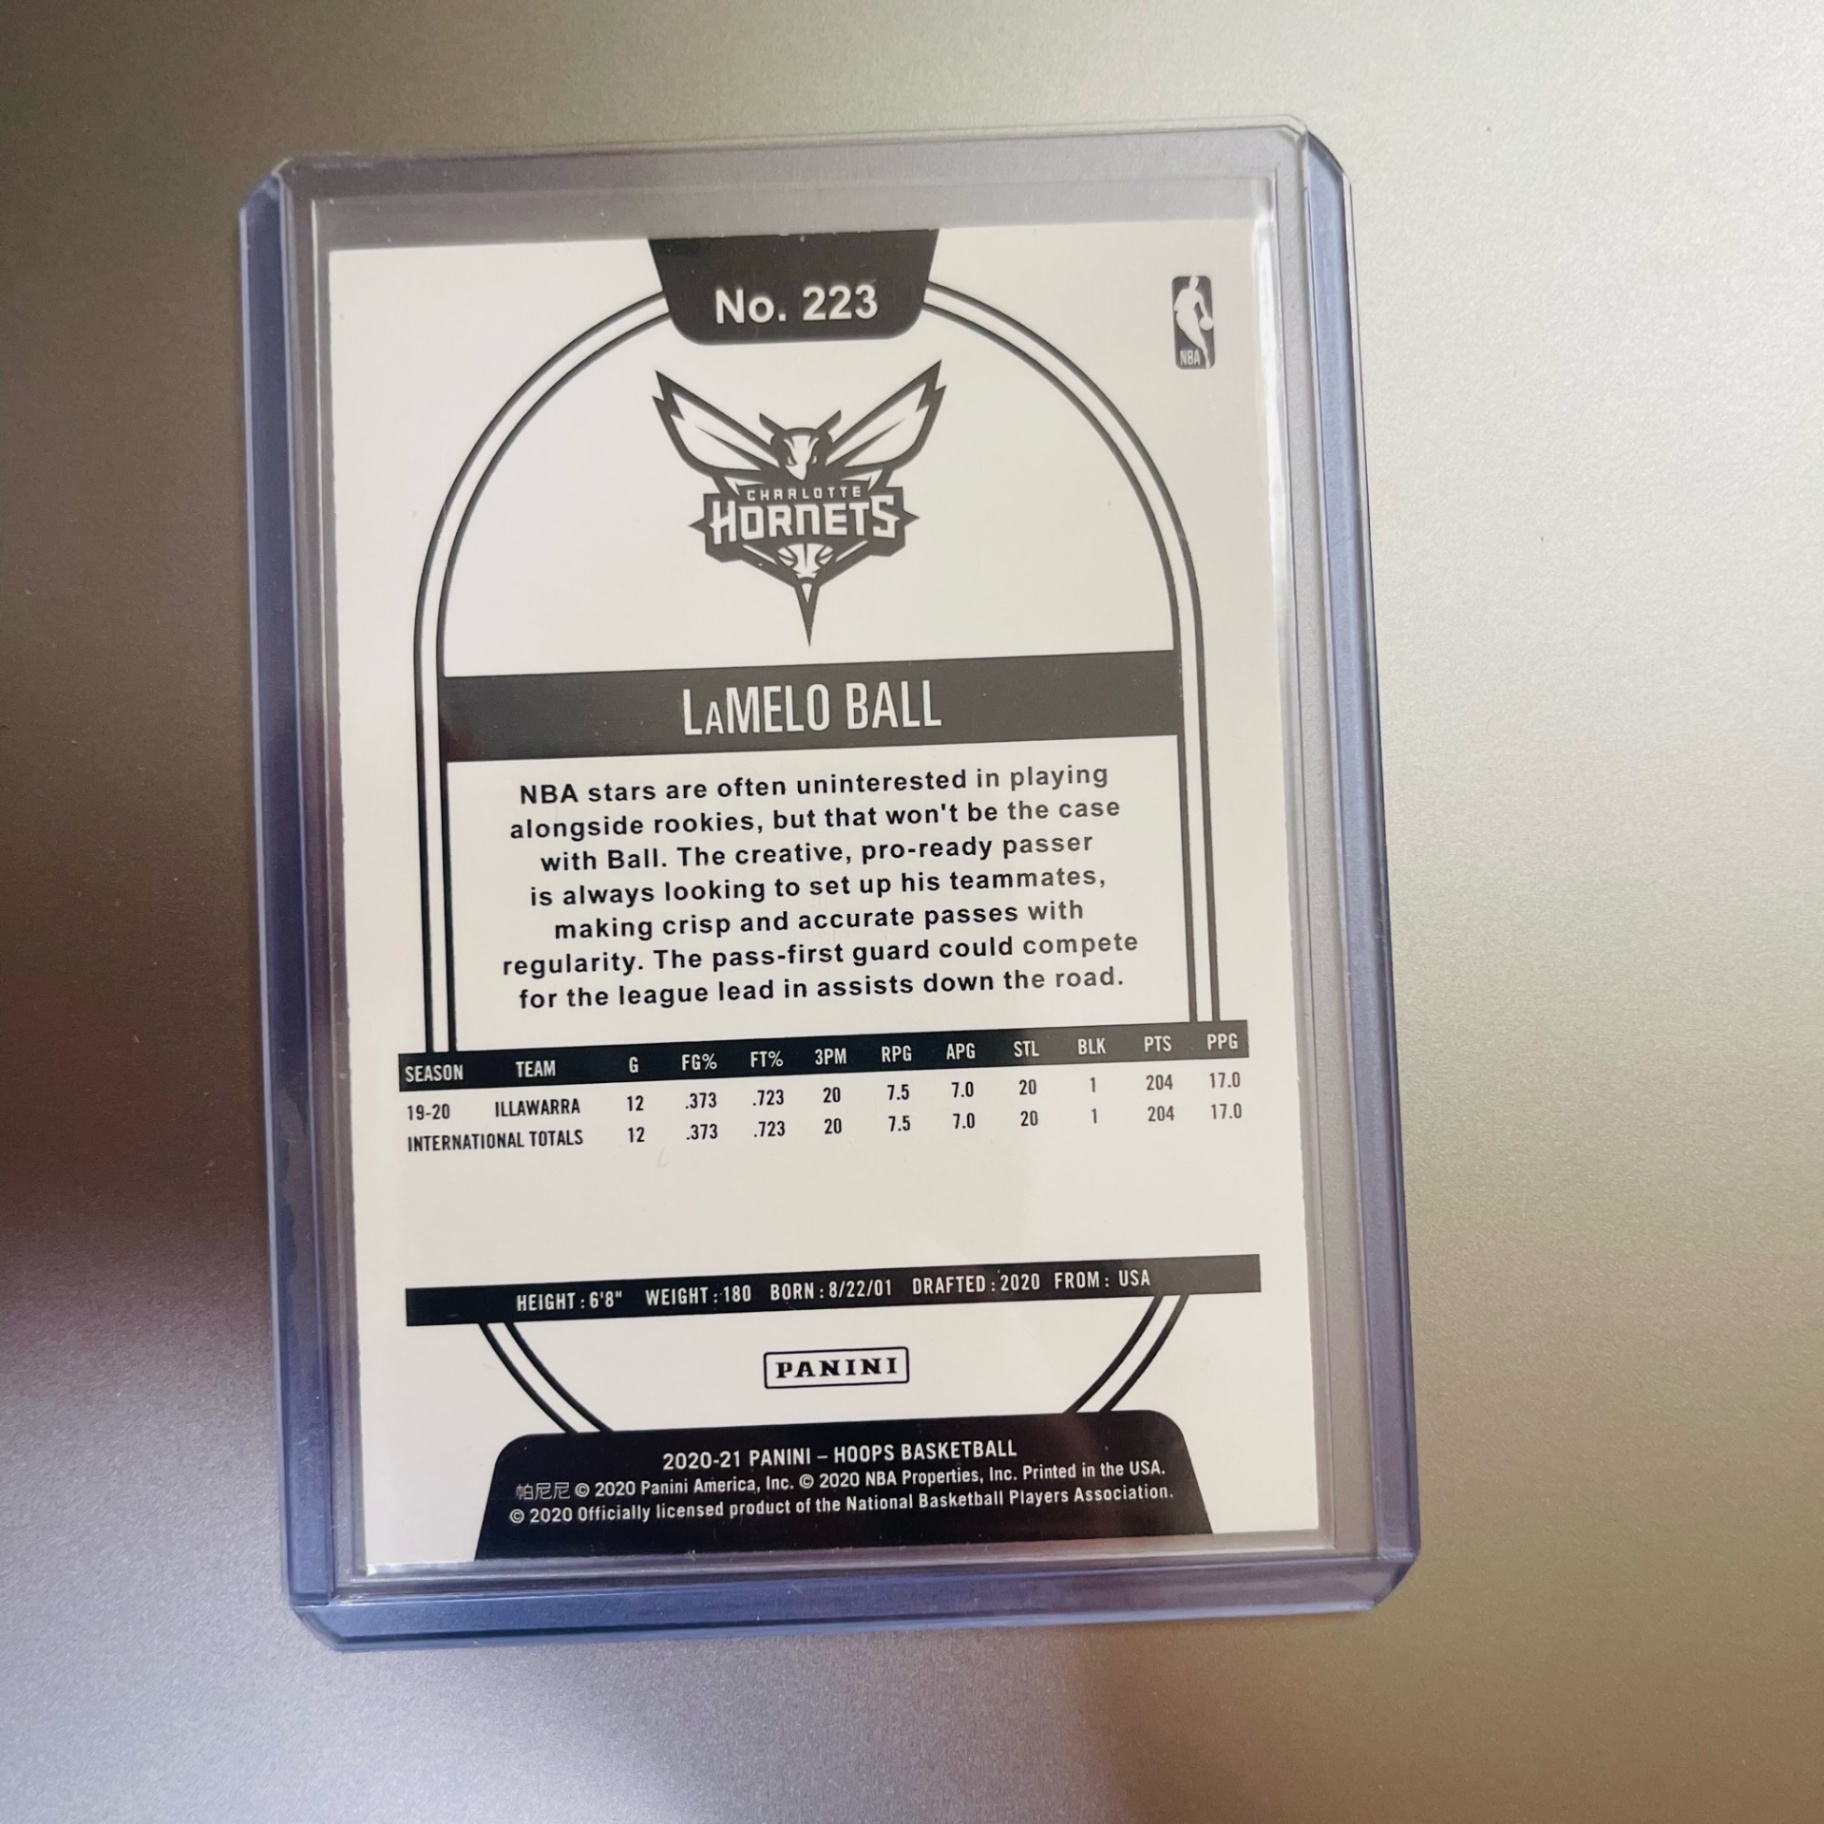 No. 223
NBA
CHARLOTTE
HORNETS
LaMELO BALL
NBA stars are often uninterested in playing
alongside rookies, but that won't be the case
with Ball. The creative, pro-ready passer
is always looking to set up his teammates,
making crisp and accurate passes with
regularity. The pass-first guard could compete
for the league lead in assists down the road.
SEASON TEAM G FG% FT% 3PM RPG APG STL BLK PTS PPG
19-20 ILLAWARRA 12 .373 .723 20 7.5 7.0 20 1 204 17.0
INTERNATIONAL TOTALS 12 .373 .723 20 7.5 7.0 20 1 204 17.0
HEIGHT: 6'8" WEIGHT: 180 BORN: 8/22/01 DRAFTED: 2020 FROM: USA
PANINI
2020-21 PANINI – HOOPS BASKETBALL
帕尼尼 © 2020 Panini America, Inc. © 2020 NBA Properties, Inc. Printed in the USA.
© 2020 Officially licensed product of the National Basketball Players Association.